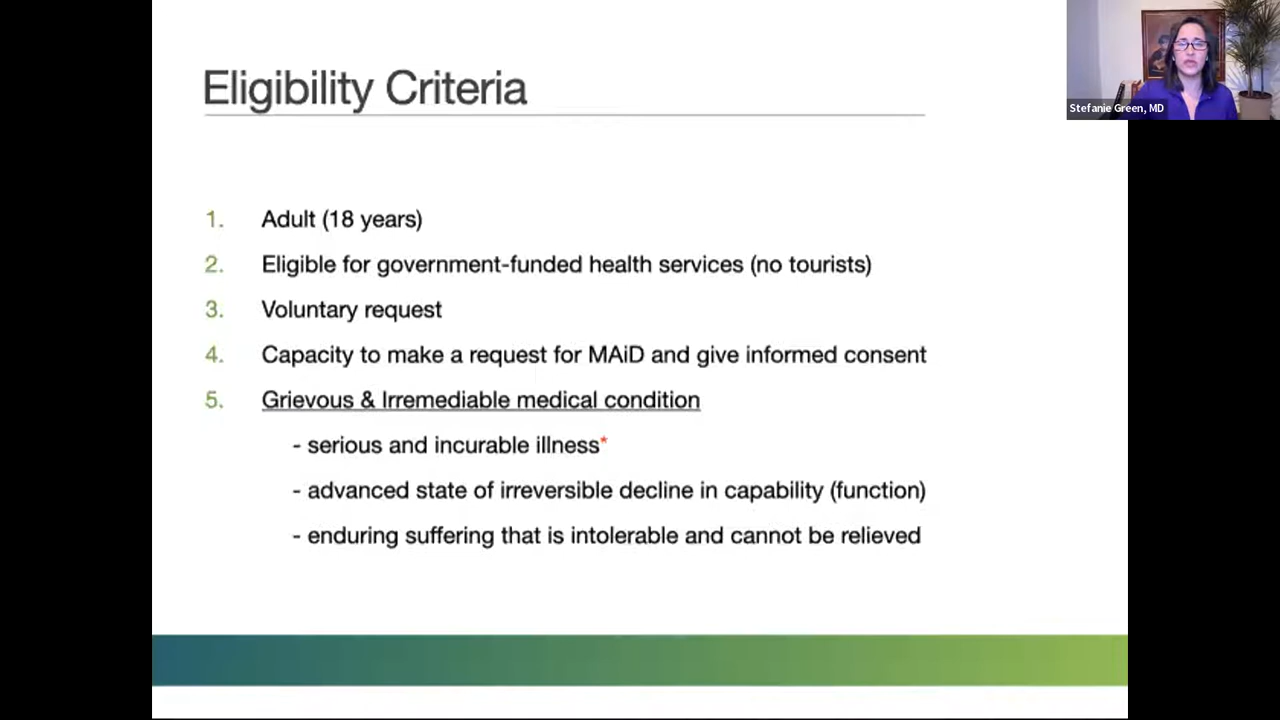 Eligibility Criteria
Stefanie Green, MD
1. Adult (18 years)
2. Eligible for government-funded health services (no tourists)
3. Voluntary request
4. Capacity to make a request for MAiD and give informed consent
5. Grievous & Irremediable medical condition
- serious and incurable illness*
- advanced state of irreversible decline in capability (function)
- enduring suffering that is intolerable and cannot be relieved